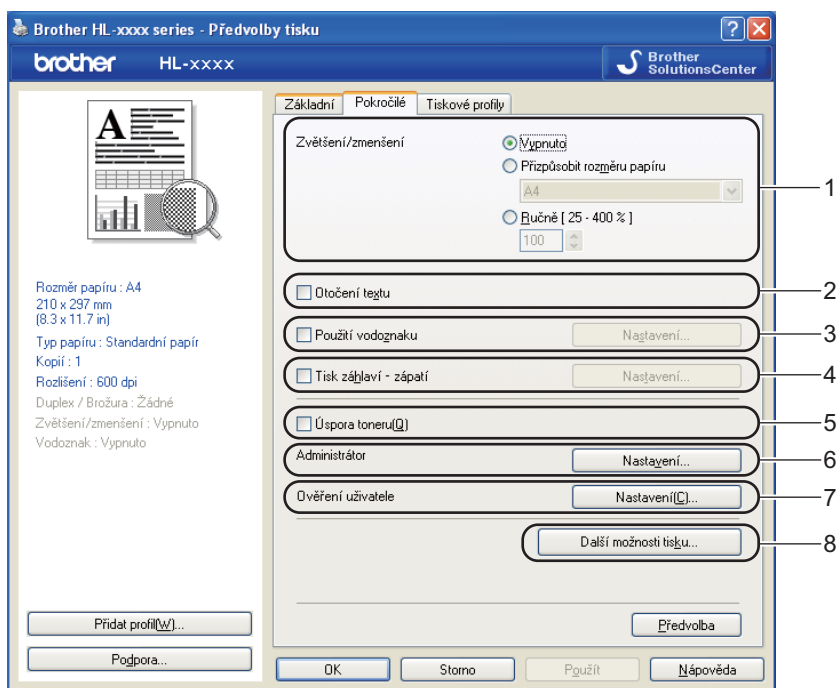 Brother HL-xxxx series - Předvolby tisku
brother HL-xxxx
Brother
SolutionsCenter
A
Rozměr papíru : A4
210 x 297 mm
(8.3 x 11.7 in)
Typ papíru : Standardní papír
Kopií : 1
Rozlišení : 600 dpi
Duplex / Brožura : Žádné
Zvětšení/zmenšení : Vypnuto
Vodoznak : Vypnuto
Přidat profil(W)...
Podpora...
Základní Pokročilé Tiskové profily
Zvětšení/zmenšení
Vypnuto
Přizpůsobit rozměru papíru
A4
Ručně [ 25 - 400 % ]
100
1
Otočení textu
2
Použití vodoznaku Nastavení...
3
Tisk záhlaví - zápatí Nastavení...
4
Úspora toneru(Q)
5
Administrátor Nastavení...
6
Ověření uživatele Nastavení(C)...
7
Další možnosti tisku...
8
Předvolba
OK Storno Použít Nápověda